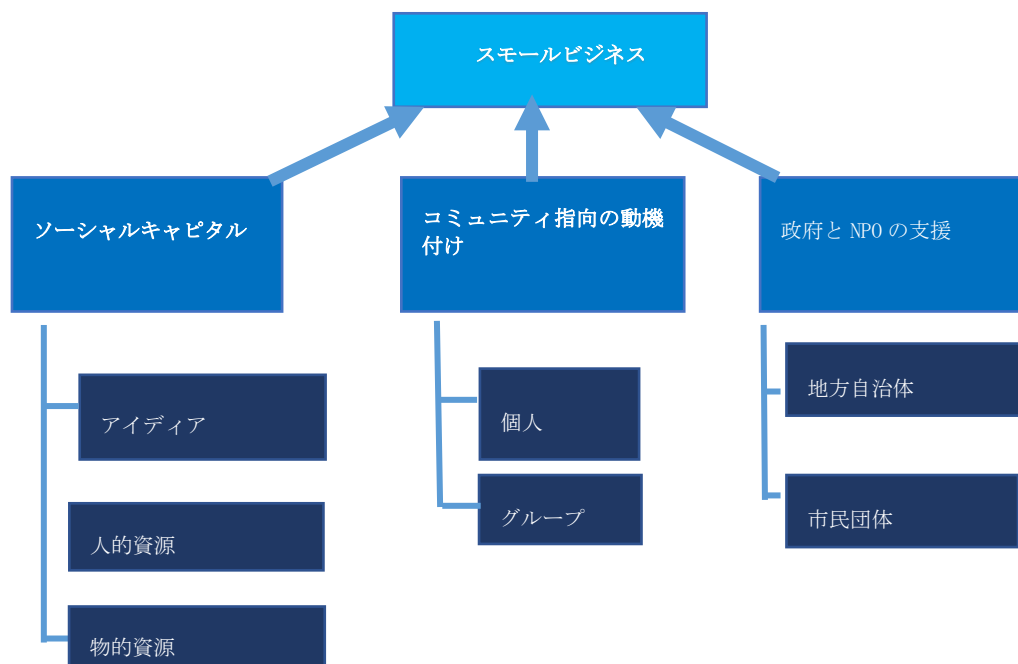 スモールビジネス
ソーシャルキャピタル
コミュニティ指向の動機
付け
政府と NPO の支援
アイディア
人的資源
物的資源
個人
グループ
地方自治体
市民団体